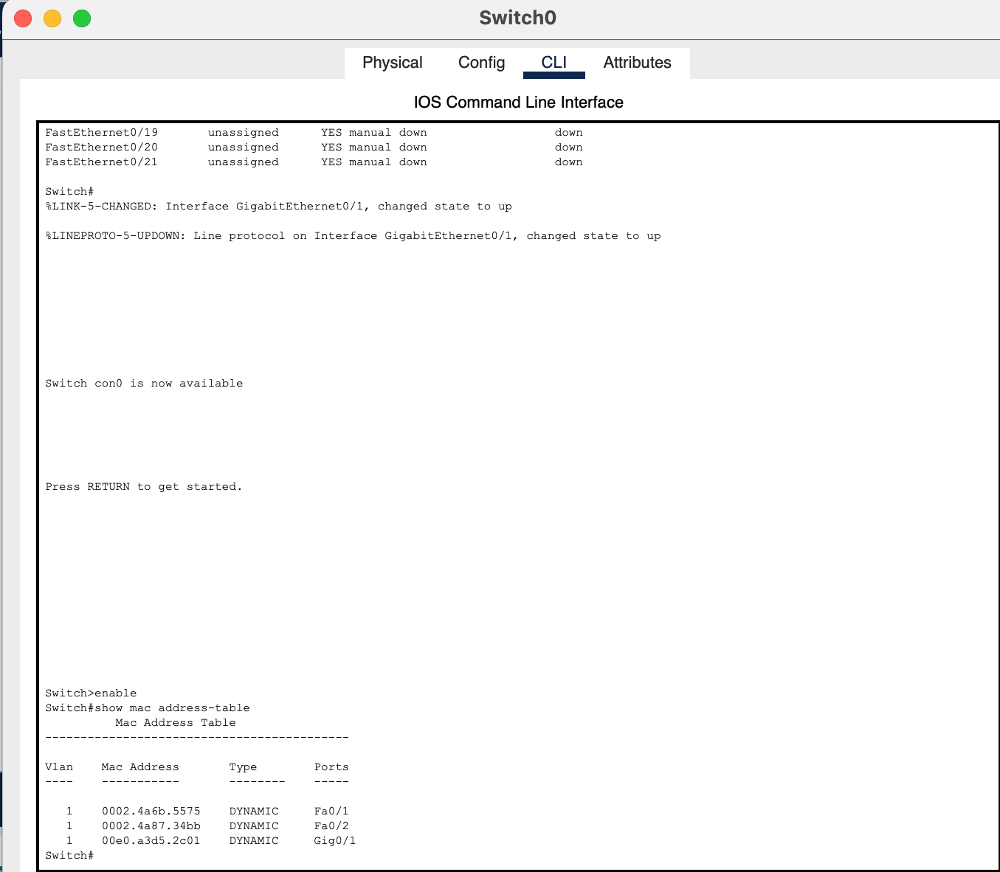 Switch0
Physical Config CLI Attributes
IOS Command Line Interface
FastEthernet0/19       unassigned      YES manual down                  down
FastEthernet0/20       unassigned      YES manual down                  down
FastEthernet0/21       unassigned      YES manual down                  down
Switch#
%LINK-5-CHANGED: Interface GigabitEthernet0/1, changed state to up
%LINEPROTO-5-UPDOWN: Line protocol on Interface GigabitEthernet0/1, changed state to up
Switch con0 is now available
Press RETURN to get started.
Switch>enable
Switch#show mac address-table
          Mac Address Table
-------------------------------------------
Vlan    Mac Address       Type        Ports
----    -----------       --------    -----
   1    0002.4a6b.5575    DYNAMIC     Fa0/1
   1    0002.4a87.34bb    DYNAMIC     Fa0/2
   1    00e0.a3d5.2c01    DYNAMIC     Gig0/1
Switch#